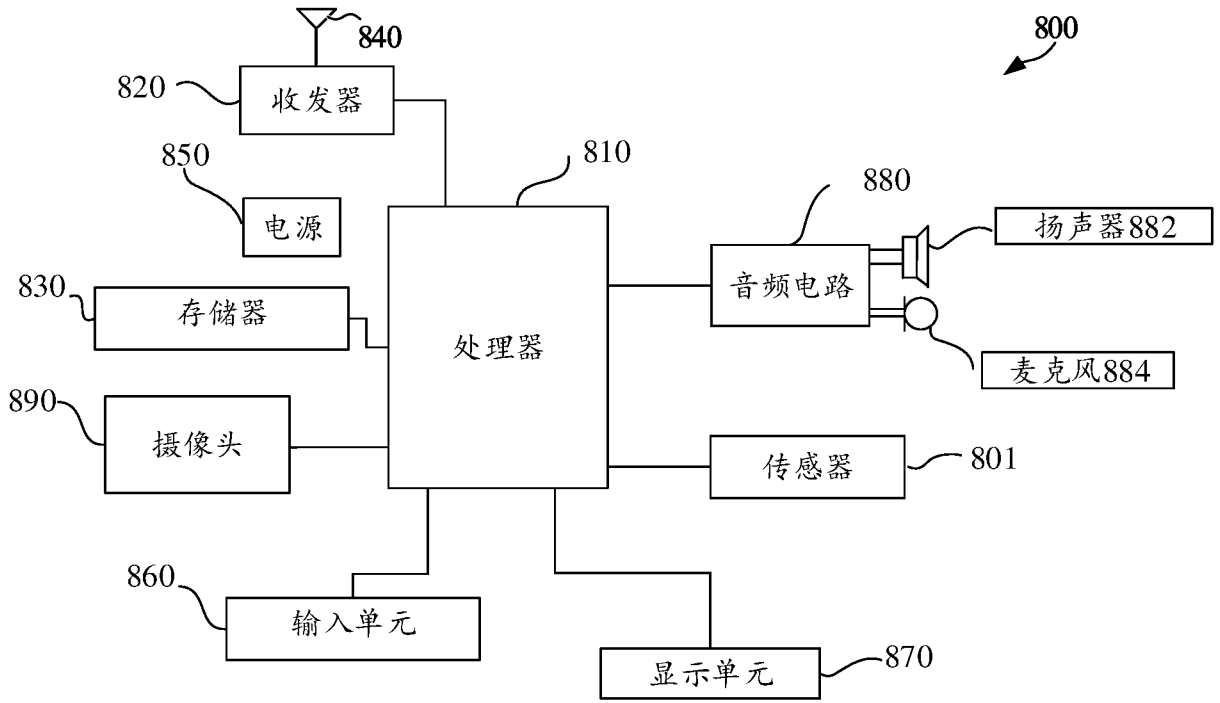 840
800
820
收发器
850
810
880
电源
扬声器882
830
存储器
音频电路
处理器
麦克风884
890
摄像头
传感器
801
860
输入单元
显示单元
870